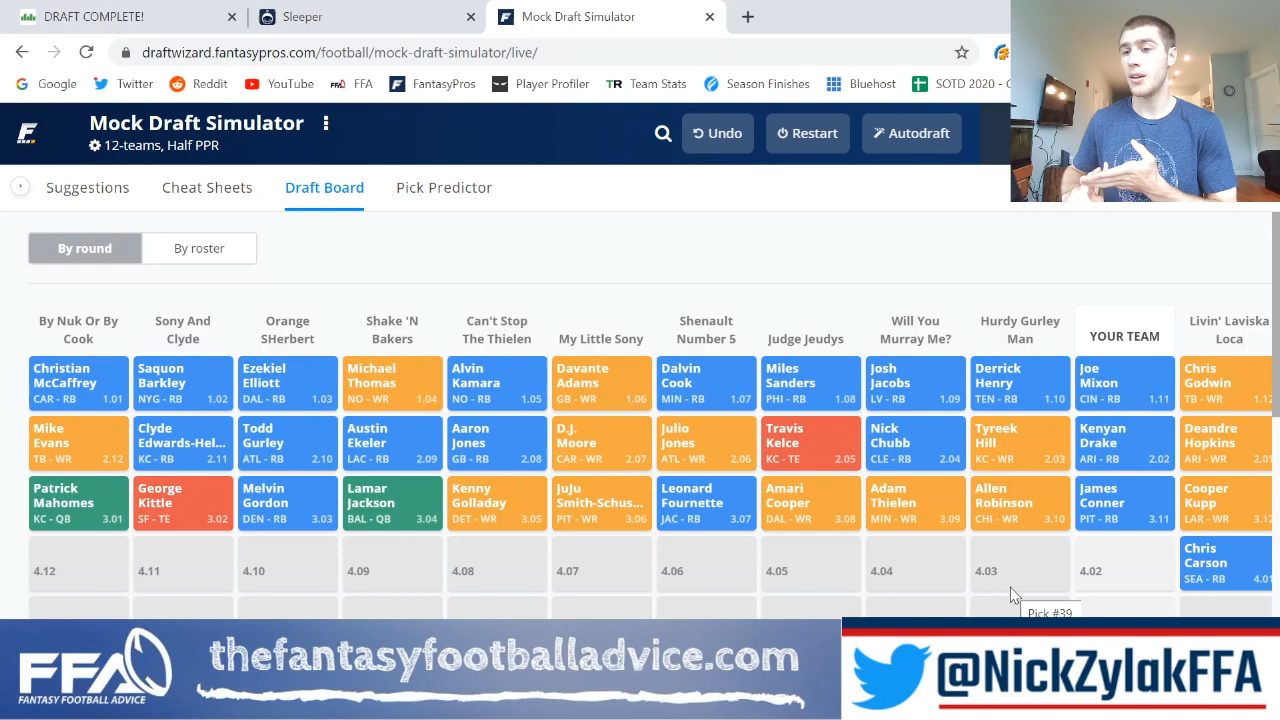 DRAFT COMPLETE!
Sleeper
Mock Draft Simulator
draftwizard.fantasypros.com/football/mock-draft-simulator/live/
Google Twitter Reddit YouTube FFA FantasyPros Player Profiler TR Team Stats Season Finishes Bluehost SOTD 2020 -
Mock Draft Simulator
12-teams, Half PPR
Undo
Restart
Autodraft
Suggestions Cheat Sheets Draft Board Pick Predictor
By round By roster
By Nuk Or By Cook
Sony And Clyde
Orange SHerbert
Shake 'N Bakers
Can't Stop The Thielen
My Little Sony
Shenault Number 5
Judge Jeudys
Will You Murray Me?
Hurdy Gurley Man
YOUR TEAM
Livin' Laviska Loca
Christian McCaffrey CAR - RB 1.01
Saquon Barkley NYG - RB 1.02
Ezekiel Elliott DAL - RB 1.03
Michael Thomas NO - WR 1.04
Alvin Kamara NO - RB 1.05
Davante Adams GB - WR 1.06
Dalvin Cook MIN - RB 1.07
Miles Sanders PHI - RB 1.08
Josh Jacobs LV - RB 1.09
Derrick Henry TEN - RB 1.10
Joe Mixon CIN - RB 1.11
Chris Godwin TB - WR 1.12
Mike Evans TB - WR 2.12
Clyde Edwards-Hel... KC - RB 2.11
Todd Gurley ATL - RB 2.10
Austin Ekeler LAC - RB 2.09
Aaron Jones GB - RB 2.08
D.J. Moore CAR - WR 2.07
Julio Jones ATL - WR 2.06
Travis Kelce KC - TE 2.05
Nick Chubb CLE - RB 2.04
Tyreek Hill KC - WR 2.03
Kenyan Drake ARI - RB 2.02
Deandre Hopkins ARI - WR 2.01
Patrick Mahomes KC - QB 3.01
George Kittle SF - TE 3.02
Melvin Gordon DEN - RB 3.03
Lamar Jackson BAL - QB 3.04
Kenny Golladay DET - WR 3.05
JuJu Smith-Schus... PIT - WR 3.06
Leonard Fournette JAC - RB 3.07
Amari Cooper DAL - WR 3.08
Adam Thielen MIN - WR 3.09
Allen Robinson CHI - WR 3.10
James Conner PIT - RB 3.11
Cooper Kupp LAR - WR 3.12
4.12 4.11 4.10 4.09 4.08 4.07 4.06 4.05 4.04 4.03 4.02
Chris Carson SEA - RB 4.01
Pick #39
FFA
FANTASY FOOTBALL ADVICE
thefantasyfootballadvice.com
@NickZylakFFA